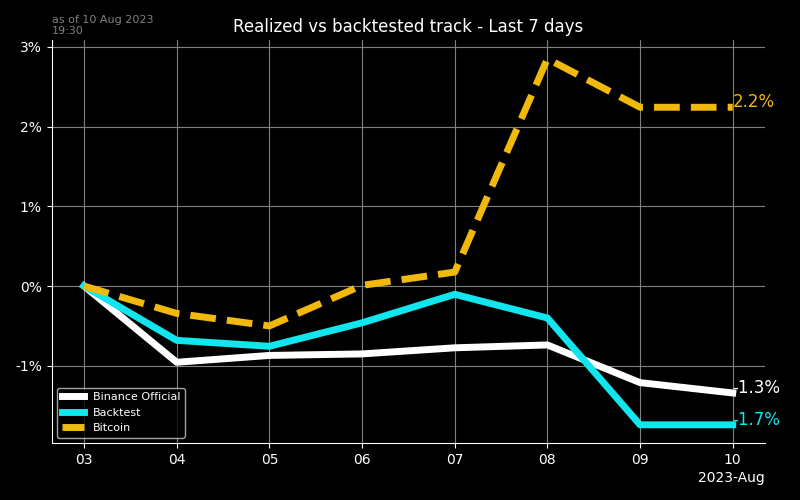 as of 10 Aug 2023
19:30
Realized vs backtested track - Last 7 days
3%
2%
1%
0%
-1%
2.2%
-1.3%
-1.7%
Binance Official
Backtest
Bitcoin
03 04 05 06 07 08 09 10
2023-Aug